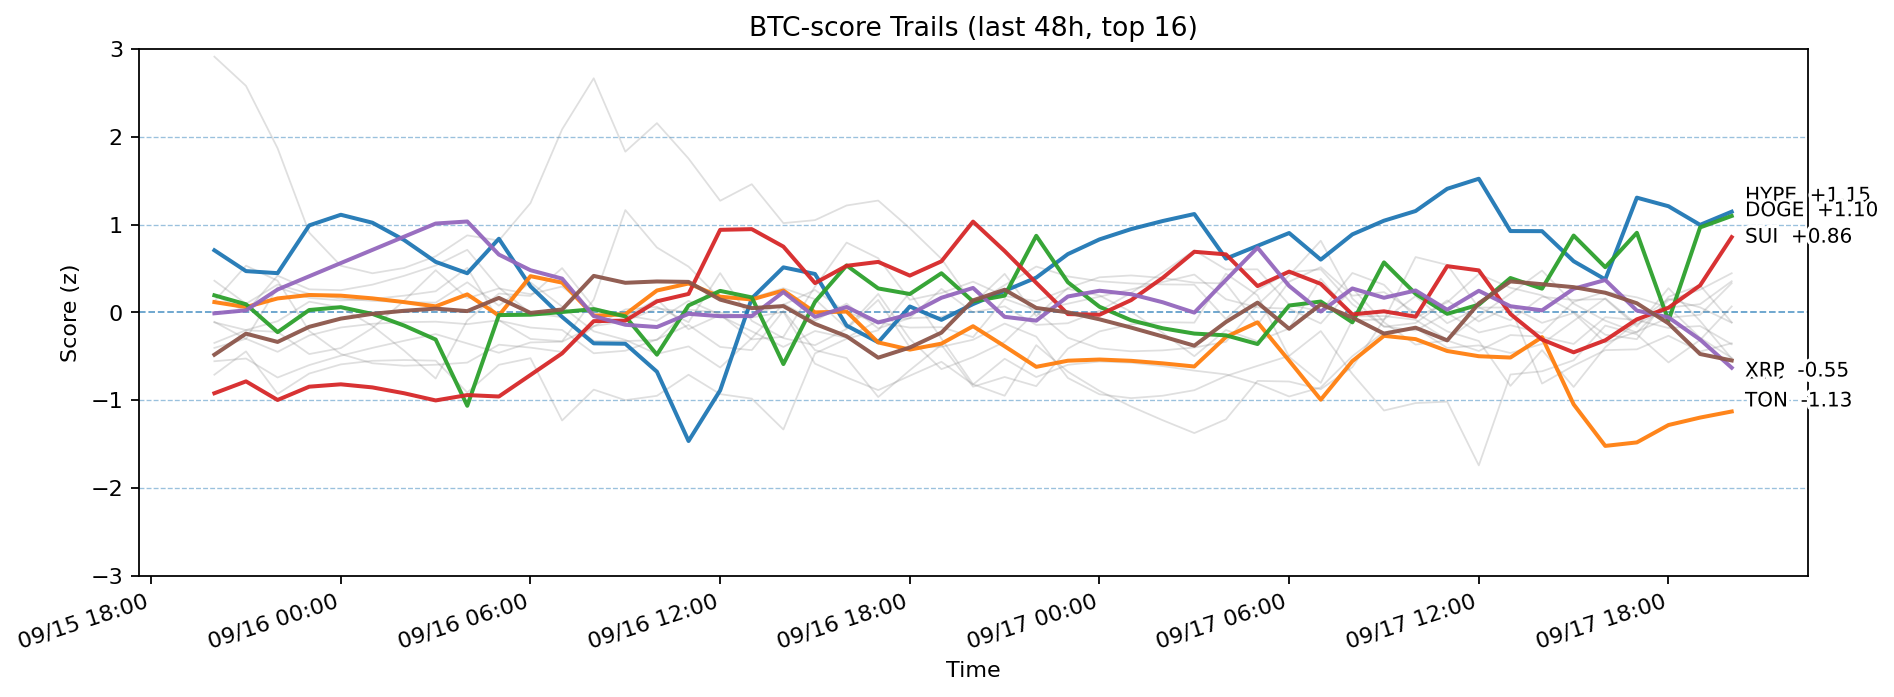 BTC-score Trails (last 48h, top 16)
Score (z)
3
2
1
0
−1
−2
−3
HYPE +1.15
DOGE +1.10
SUI +0.86
XRP -0.55
TON -1.13
09/15 18:00
09/16 00:00
09/16 06:00
09/16 12:00
09/16 18:00
09/17 00:00
09/17 06:00
09/17 12:00
09/17 18:00
Time